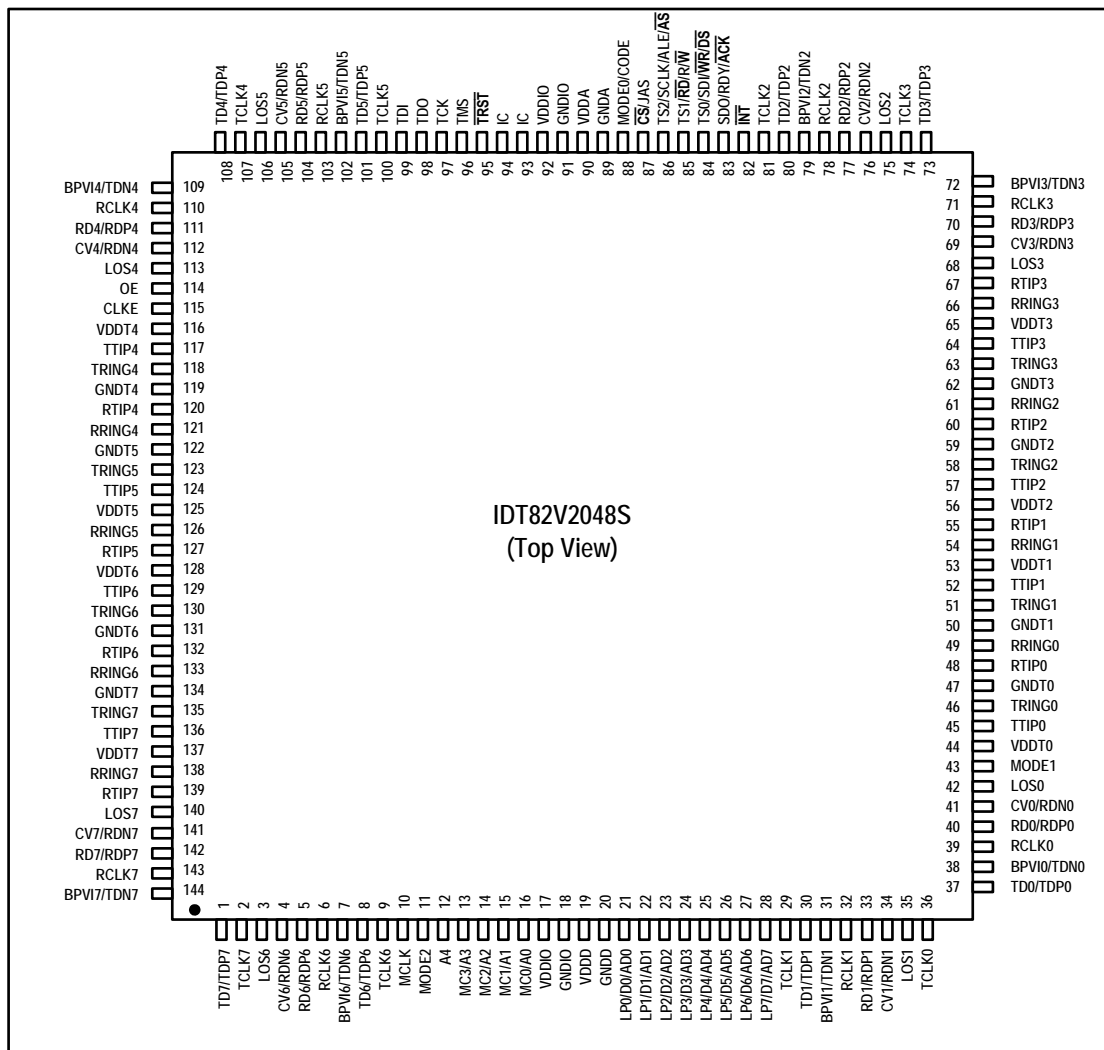 TD4/TDP4
TCLK4
LOS5
CV5/RDN5
RD5/RDP5
RCLK5
BPVI5/TDN5
TD5/TDP5
TCLK5
TDI
TDO
TCK
TMS
TRST
IC
IC
VDDIO
GNDIO
VDDA
GNDA
MODE0/CODE
CS/JAS
TS2/SCLK/ALE/AS
TS1/RD/R/W
TS0/SDI/WR/DS
SDO/RDY/ACK
INT
TCLK2
TD2/TDP2
BPVI2/TDN2
RCLK2
RD2/RDP2
CV2/RDN2
LOS2
TCLK3
TD3/TDP3
108
107
106
105
104
103
102
101
100
99
98
97
96
95
94
93
92
91
90
89
88
87
86
85
84
83
82
81
80
79
78
77
76
75
74
73
BPVI4/TDN4 109
RCLK4 110
RD4/RDP4 111
CV4/RDN4 112
LOS4 113
OE 114
CLKE 115
VDDT4 116
TTIP4 117
TRING4 118
GNDT4 119
RTIP4 120
RRING4 121
GNDT5 122
TRING5 123
TTIP5 124
VDDT5 125
RRING5 126
RTIP5 127
VDDT6 128
TTIP6 129
TRING6 130
GNDT6 131
RTIP6 132
RRING6 133
GNDT7 134
TRING7 135
TTIP7 136
VDDT7 137
RRING7 138
RTIP7 139
LOS7 140
CV7/RDN7 141
RD7/RDP7 142
RCLK7 143
BPVI7/TDN7 144
IDT82V2048S
(Top View)
72 BPVI3/TDN3
71 RCLK3
70 RD3/RDP3
69 CV3/RDN3
68 LOS3
67 RTIP3
66 RRING3
65 VDDT3
64 TTIP3
63 TRING3
62 GNDT3
61 RRING2
60 RTIP2
59 GNDT2
58 TRING2
57 TTIP2
56 VDDT2
55 RTIP1
54 RRING1
53 VDDT1
52 TTIP1
51 TRING1
50 GNDT1
49 RRING0
48 RTIP0
47 GNDT0
46 TRING0
45 TTIP0
44 VDDT0
43 MODE1
42 LOS0
41 CV0/RDN0
40 RD0/RDP0
39 RCLK0
38 BPVI0/TDN0
37 TD0/TDP0
1
2
3
4
5
6
7
8
9
10
11
12
13
14
15
16
17
18
19
20
21
22
23
24
25
26
27
28
29
30
31
32
33
34
35
36
TD7/TDP7
TCLK7
LOS6
CV6/RDN6
RD6/RDP6
RCLK6
BPVI6/TDN6
TD6/TDP6
TCLK6
MCLK
MODE2
A4
MC3/A3
MC2/A2
MC1/A1
MC0/A0
VDDIO
GNDIO
VDDD
GNDD
LP0/D0/AD0
LP1/D1/AD1
LP2/D2/AD2
LP3/D3/AD3
LP4/D4/AD4
LP5/D5/AD5
LP6/D6/AD6
LP7/D7/AD7
TCLK1
TD1/TDP1
BPVI1/TDN1
RCLK1
RD1/RDP1
CV1/RDN1
LOS1
TCLK0